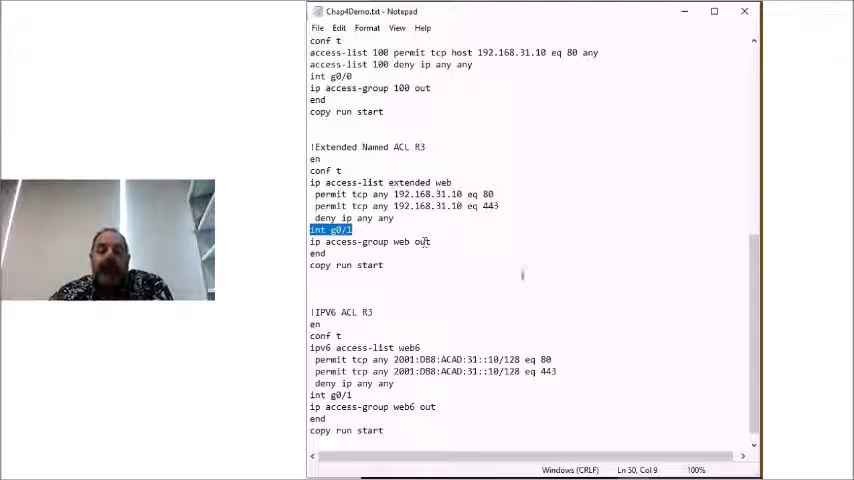 Chap4Demo.txt - Notepad
File Edit Format View Help
conf t
access-list 100 permit tcp host 192.168.31.10 eq 80 any
access-list 100 deny ip any any
int g0/0
ip access-group 100 out
end
copy run start
!Extended Named ACL R3
en
conf t
ip access-list extended web
permit tcp any 192.168.31.10 eq 80
permit tcp any 192.168.31.10 eq 443
deny ip any any
int g0/1
ip access-group web out
end
copy run start
!IPV6 ACL R3
en
conf t
ipv6 access-list web6
permit tcp any 2001:DB8:ACAD:31::10/128 eq 80
permit tcp any 2001:DB8:ACAD:31::10/128 eq 443
deny ip any any
int g0/1
ip access-group web6 out
end
copy run start
Windows (CRLF) Ln 50, Col 9 100%